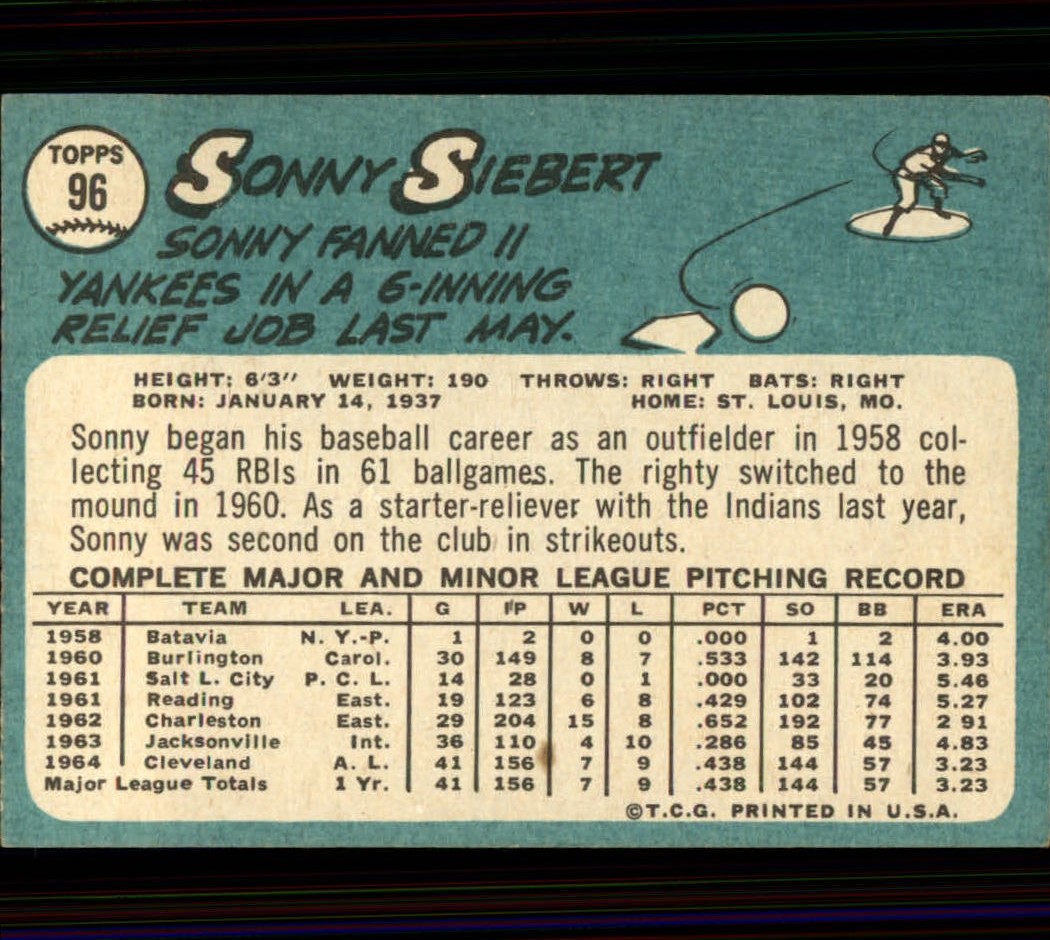 TOPPS
96
SONNY SIEBERT
SONNY FANNED 11
YANKEES IN A 6-INNING
RELIEF JOB LAST MAY.
HEIGHT: 6'3" WEIGHT: 190 THROWS: RIGHT BATS: RIGHT
BORN: JANUARY 14, 1937 HOME: ST. LOUIS, MO.
Sonny began his baseball career as an outfielder in 1958 col-
lecting 45 RBIs in 61 ballgames. The righty switched to the
mound in 1960. As a starter-reliever with the Indians last year,
Sonny was second on the club in strikeouts.
COMPLETE MAJOR AND MINOR LEAGUE PITCHING RECORD
YEAR TEAM LEA. G IP W L PCT SO BB ERA
1958 Batavia N. Y.-P. 1 2 0 0 .000 1 2 4.00
1960 Burlington Carol. 30 149 8 7 .533 142 114 3.93
1961 Salt L. City P. C. L. 14 28 0 1 .000 33 20 5.46
1961 Reading East. 19 123 6 8 .429 102 74 5.27
1962 Charleston East. 29 204 15 8 .652 192 77 2 91
1963 Jacksonville Int. 36 110 4 10 .286 85 45 4.83
1964 Cleveland A. L. 41 156 7 9 .438 144 57 3.23
Major League Totals 1 Yr. 41 156 7 9 .438 144 57 3.23
©T.C.G. PRINTED IN U.S.A.